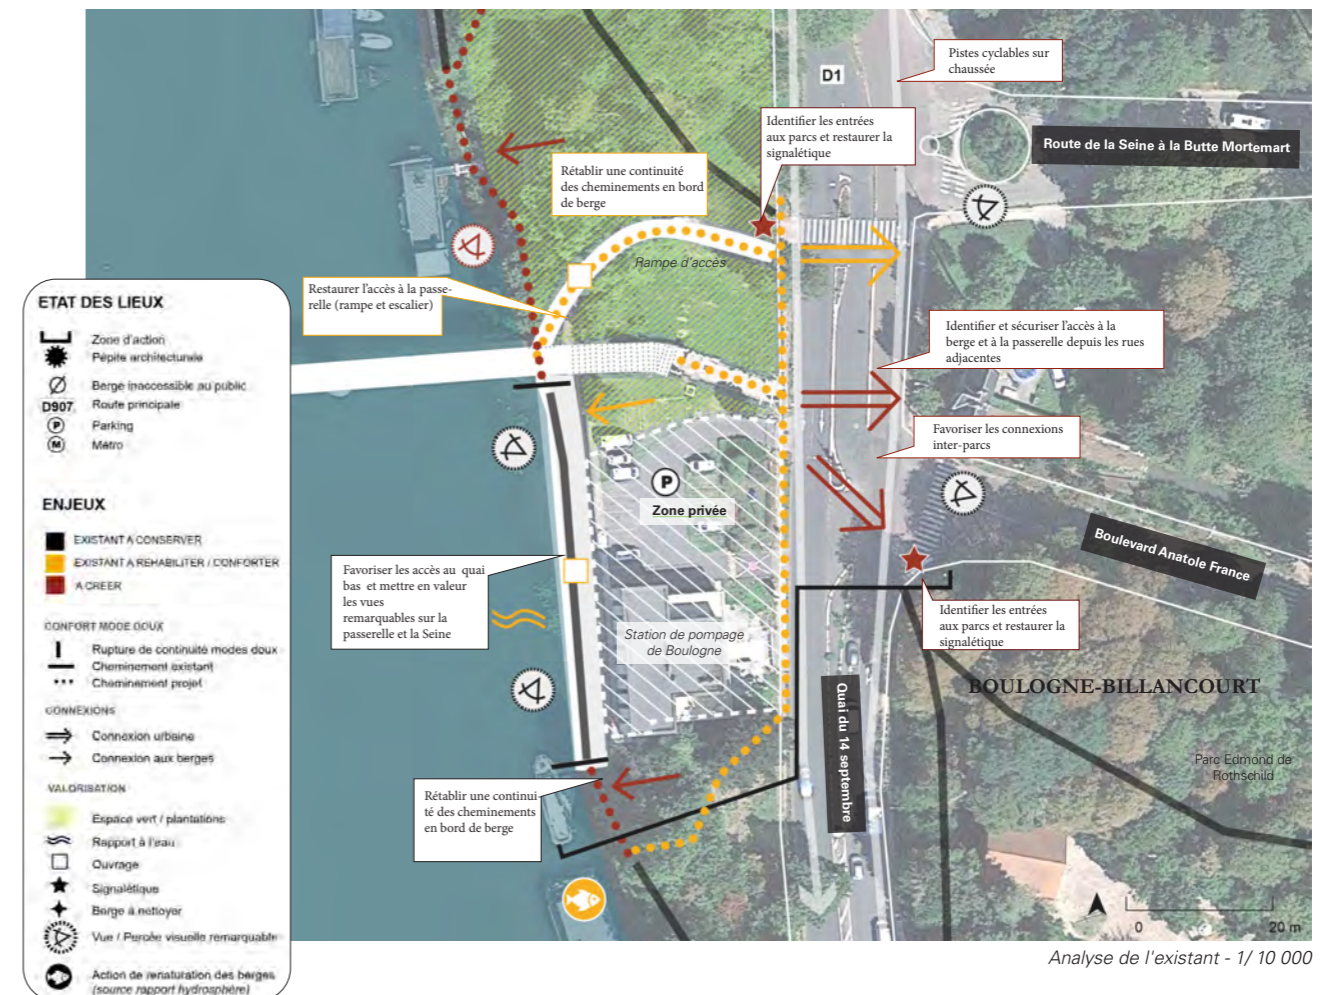 Pistes cyclables sur
chaussée
D1
Identifier les entrées
aux parcs et restaurer la
signalétique
Route de la Seine à la Butte Mortemart
Rétablir une continuité
des cheminements en bord
de berge
Rampe d'accès
Restaurer l'accès à la passe-
relle (rampe et escalier)
Identifier et sécuriser l'accès à la
berge et à la passerelle depuis les rues
adjacentes
Favoriser les connexions
inter-parcs
P
Zone privée
Boulevard Anatole France
Favoriser les accès au quai
bas et mettre en valeur
les vues
remarquables sur la
passerelle et la Seine
Station de pompage
de Boulogne
Identifier les entrées
aux parcs et restaurer la
signalétique
BOULOGNE-BILLANCOURT
Quai du 14 septembre
Parc Edmond de
Rothschild
Rétablir une continui-
té des cheminements
en bord de berge
0 20 m
Analyse de l'existant - 1/ 10 000
ETAT DES LIEUX
Zone d'action
Pépite architecturale
Berge inaccessible au public
D907 Route principale
P Parking
M Métro
ENJEUX
EXISTANT A CONSERVER
EXISTANT A REHABILITER / CONFORTER
A CREER
CONFORT MODE DOUX
Rupture de continuité modes doux
Cheminement existant
Cheminement projet
CONNEXIONS
Connexion urbaine
Connexion aux berges
VALORISATION
Espace vert / plantations
Rapport à l'eau
Ouvrage
Signalétique
Berge à nettoyer
Vue / Percée visuelle remarquable
Action de renaturation des berges
(source rapport hydrosphère)